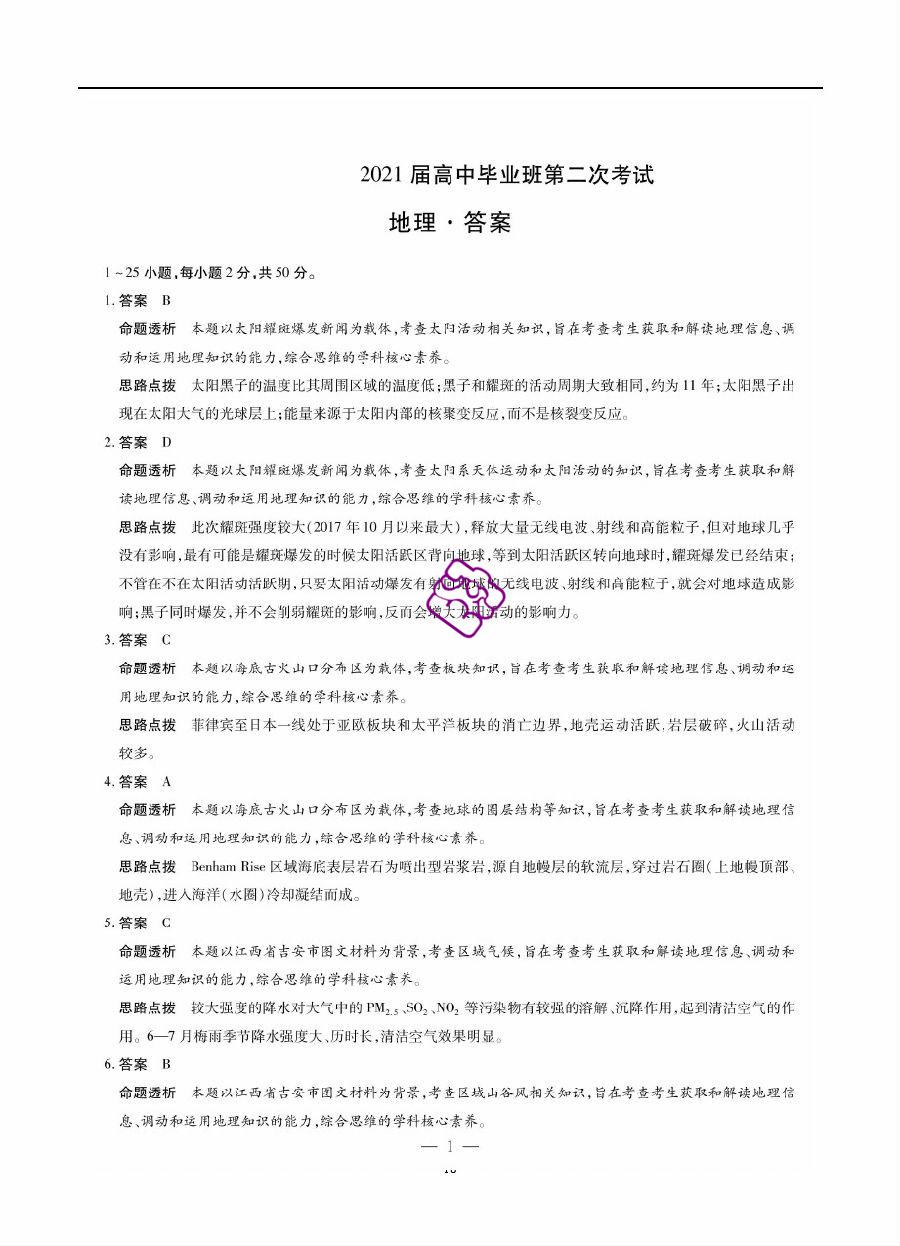 2021 届高中毕业班第二次考试
地理·答案
1~25 小题,每小题 2 分,共 50 分。
1. 答案 B
命题透析 本题以太阳耀斑爆发新闻为载体,考查太阳活动相关知识,旨在考查考生获取和解读地理信息、调
动和运用地理知识的能力,综合思维的学科核心素养。
思路点拨 太阳黑子的温度比其周围区域的温度低;黑子和耀斑的活动周期大致相同,约为 11 年;太阳黑子出
现在太阳大气的光球层上;能量来源于太阳内部的核聚变反应,而不是核裂变反应。
2. 答案 D
命题透析 本题以太阳耀斑爆发新闻为载体,考查太阳系天体运动和太阳活动的知识,旨在考查考生获取和解
读地理信息、调动和运用地理知识的能力,综合思维的学科核心素养。
思路点拨 此次耀斑强度较大(2017 年 10 月以来最大),释放大量无线电波、射线和高能粒子,但对地球几乎
没有影响,最有可能是耀斑爆发的时候太阳活跃区背向地球,等到太阳活跃区转向地球时,耀斑爆发已经结束;
不管在不在太阳活动活跃期,只要太阳活动爆发有射向地球的无线电波、射线和高能粒子,就会对地球造成影
响;黑子同时爆发,并不会削弱耀斑的影响,反而会增大太阳活动的影响力。
3. 答案 C
命题透析 本题以海底古火山口分布区为载体,考查板块知识,旨在考查考生获取和解读地理信息、调动和运
用地理知识的能力,综合思维的学科核心素养。
思路点拨 菲律宾至日本一线处于亚欧板块和太平洋板块的消亡边界,地壳运动活跃,岩层破碎,火山活动
较多。
4. 答案 A
命题透析 本题以海底古火山口分布区为载体,考查地球的圈层结构等知识,旨在考查考生获取和解读地理信
息、调动和运用地理知识的能力,综合思维的学科核心素养。
思路点拨 Benham Rise 区域海底表层岩石为喷出型岩浆岩,源自地幔层的软流层,穿过岩石圈(上地幔顶部、
地壳),进入海洋(水圈)冷却凝结而成。
5. 答案 C
命题透析 本题以江西省吉安市图文材料为背景,考查区域气候,旨在考查考生获取和解读地理信息、调动和
运用地理知识的能力,综合思维的学科核心素养。
思路点拨 较大强度的降水对大气中的 PM2.5、SO2、NO2 等污染物有较强的溶解、沉降作用,起到清洁空气的作
用。6—7 月梅雨季节降水强度大、历时长,清洁空气效果明显。
6. 答案 B
命题透析 本题以江西省吉安市图文材料为背景,考查区域山谷风相关知识,旨在考查考生获取和解读地理信
息、调动和运用地理知识的能力,综合思维的学科核心素养。
— 1 —